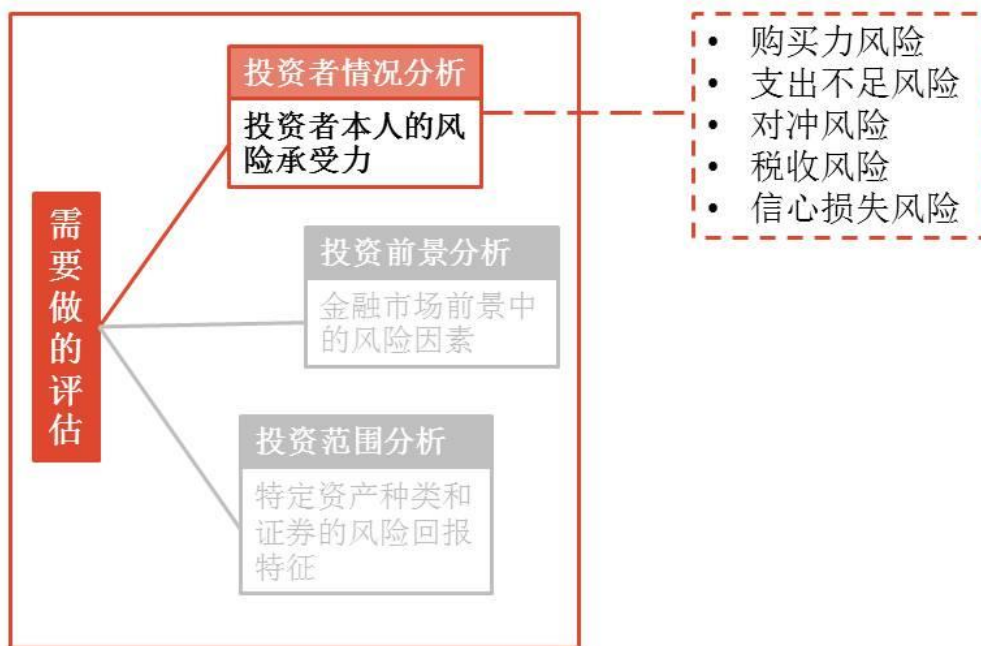 需要做的评估
投资者情况分析
投资者本人的风
险承受力
• 购买力风险
• 支出不足风险
• 对冲风险
• 税收风险
• 信心损失风险
投资前景分析
金融市场前景中
的风险因素
投资范围分析
特定资产种类和
证券的风险回报
特征